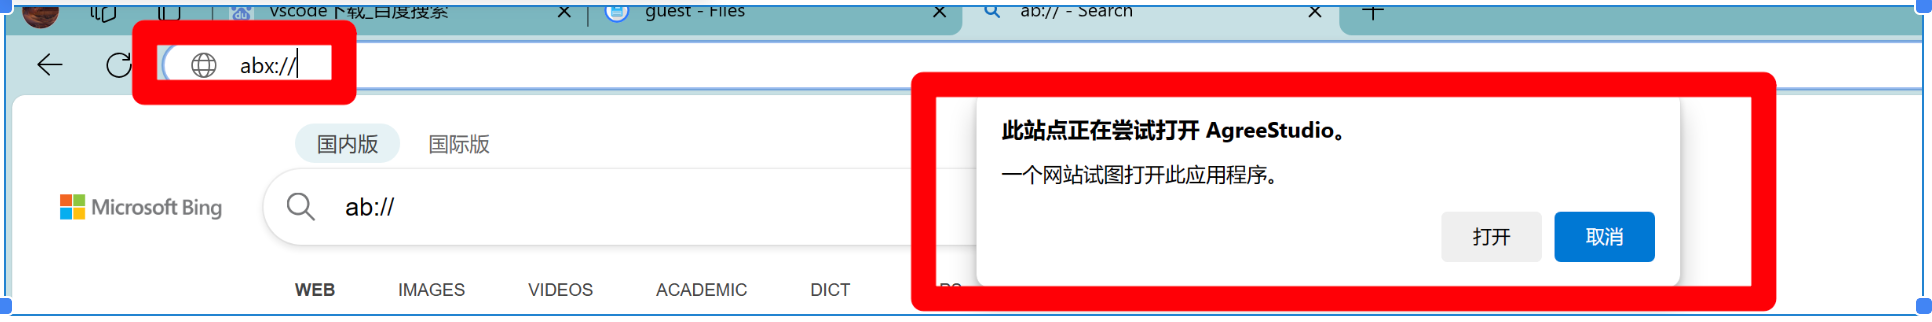 vscode下载_百度搜索
guest - Files
ab:// - Search
abx://
国内版 国际版
此站点正在尝试打开 AgreeStudio。
一个网站试图打开此应用程序。
Microsoft Bing
ab://
打开 取消
WEB IMAGES VIDEOS ACADEMIC DICT